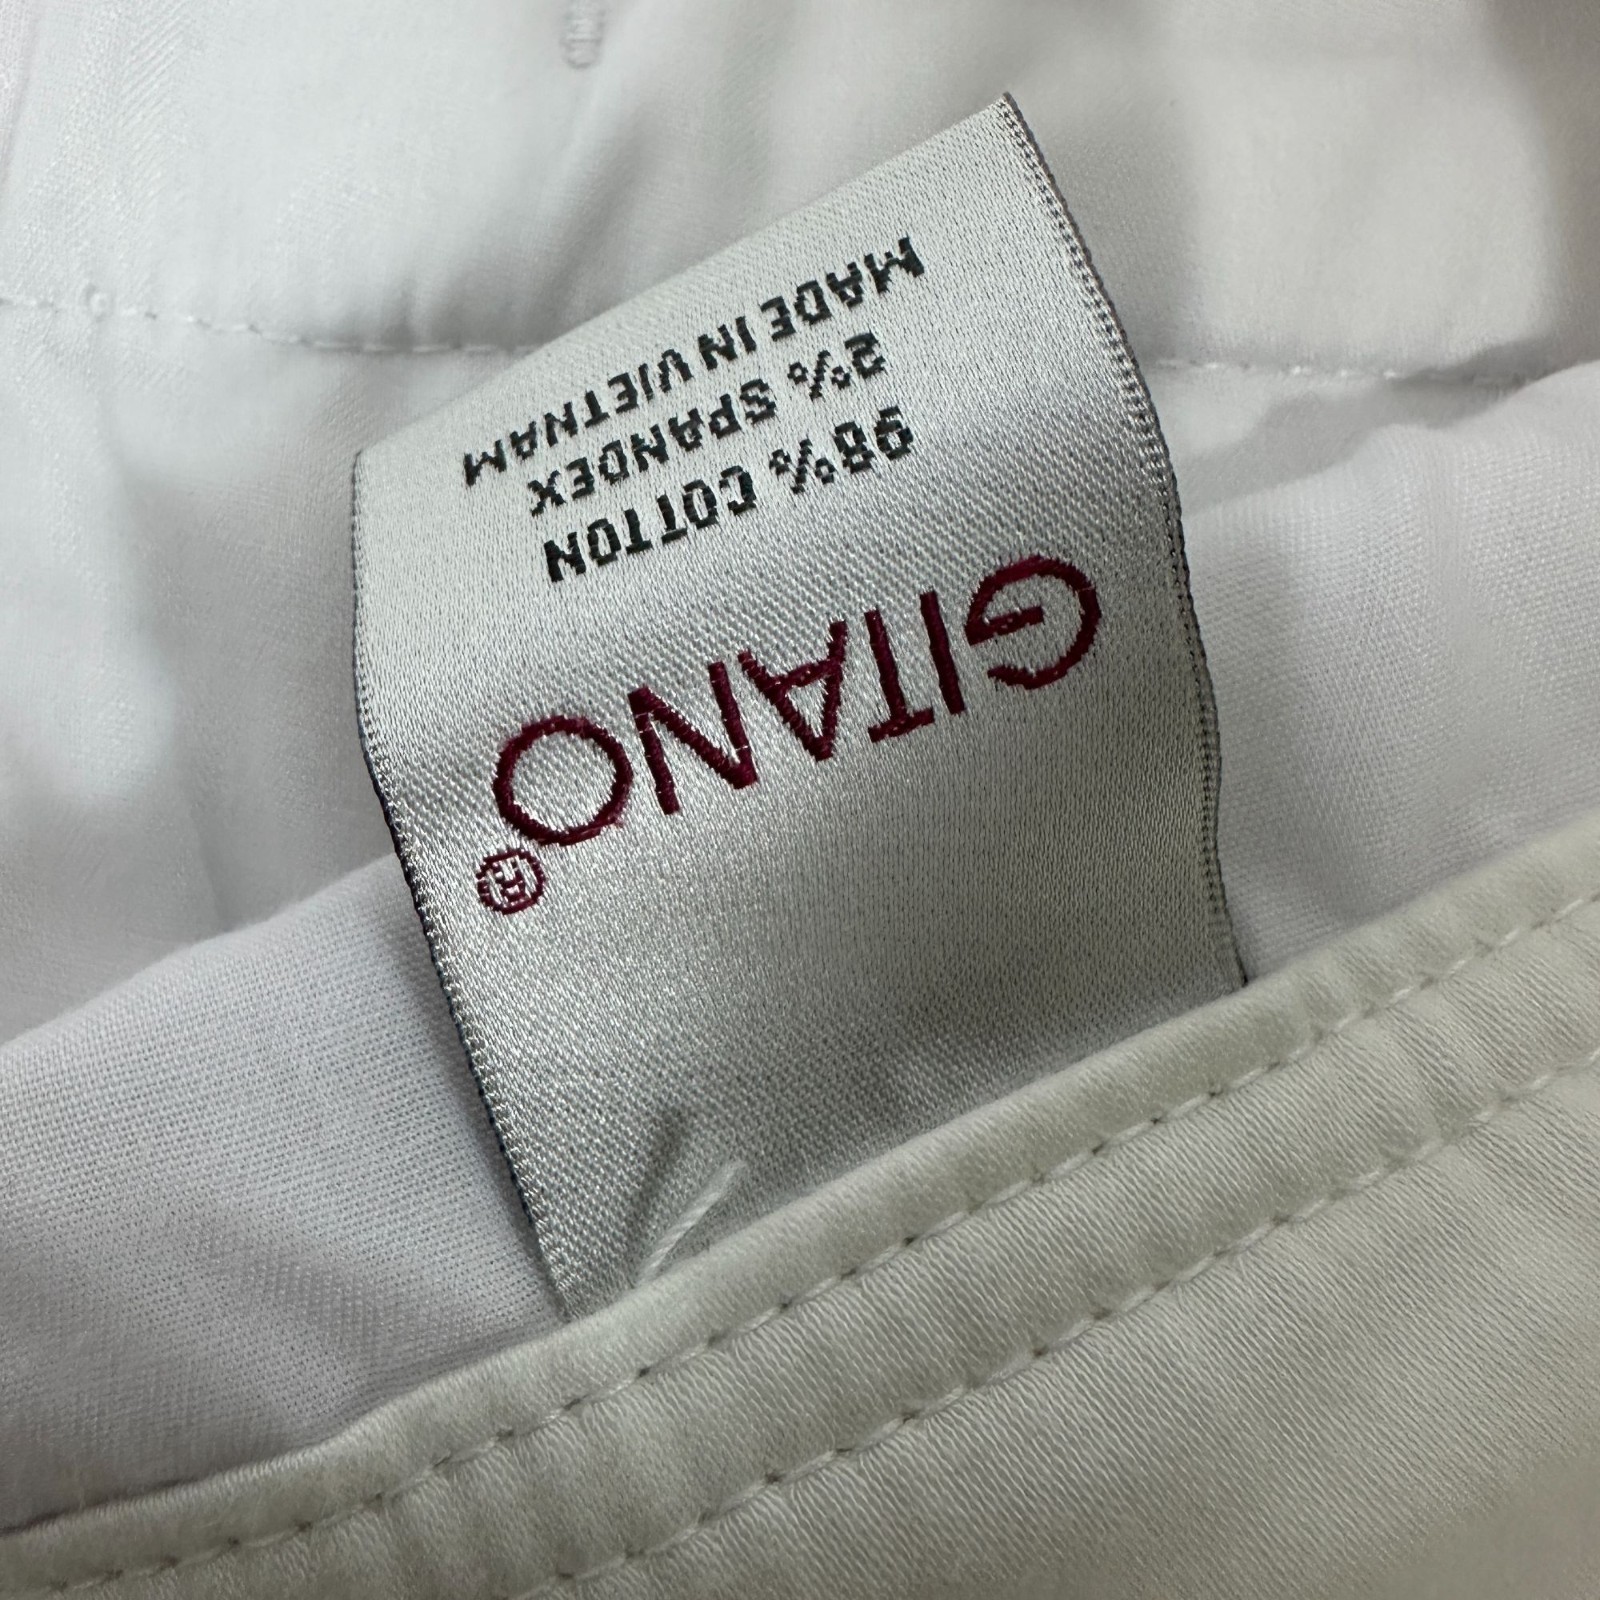 GITANO®
98% COTTON
2% SPANDEX
MADE IN VIETNAM